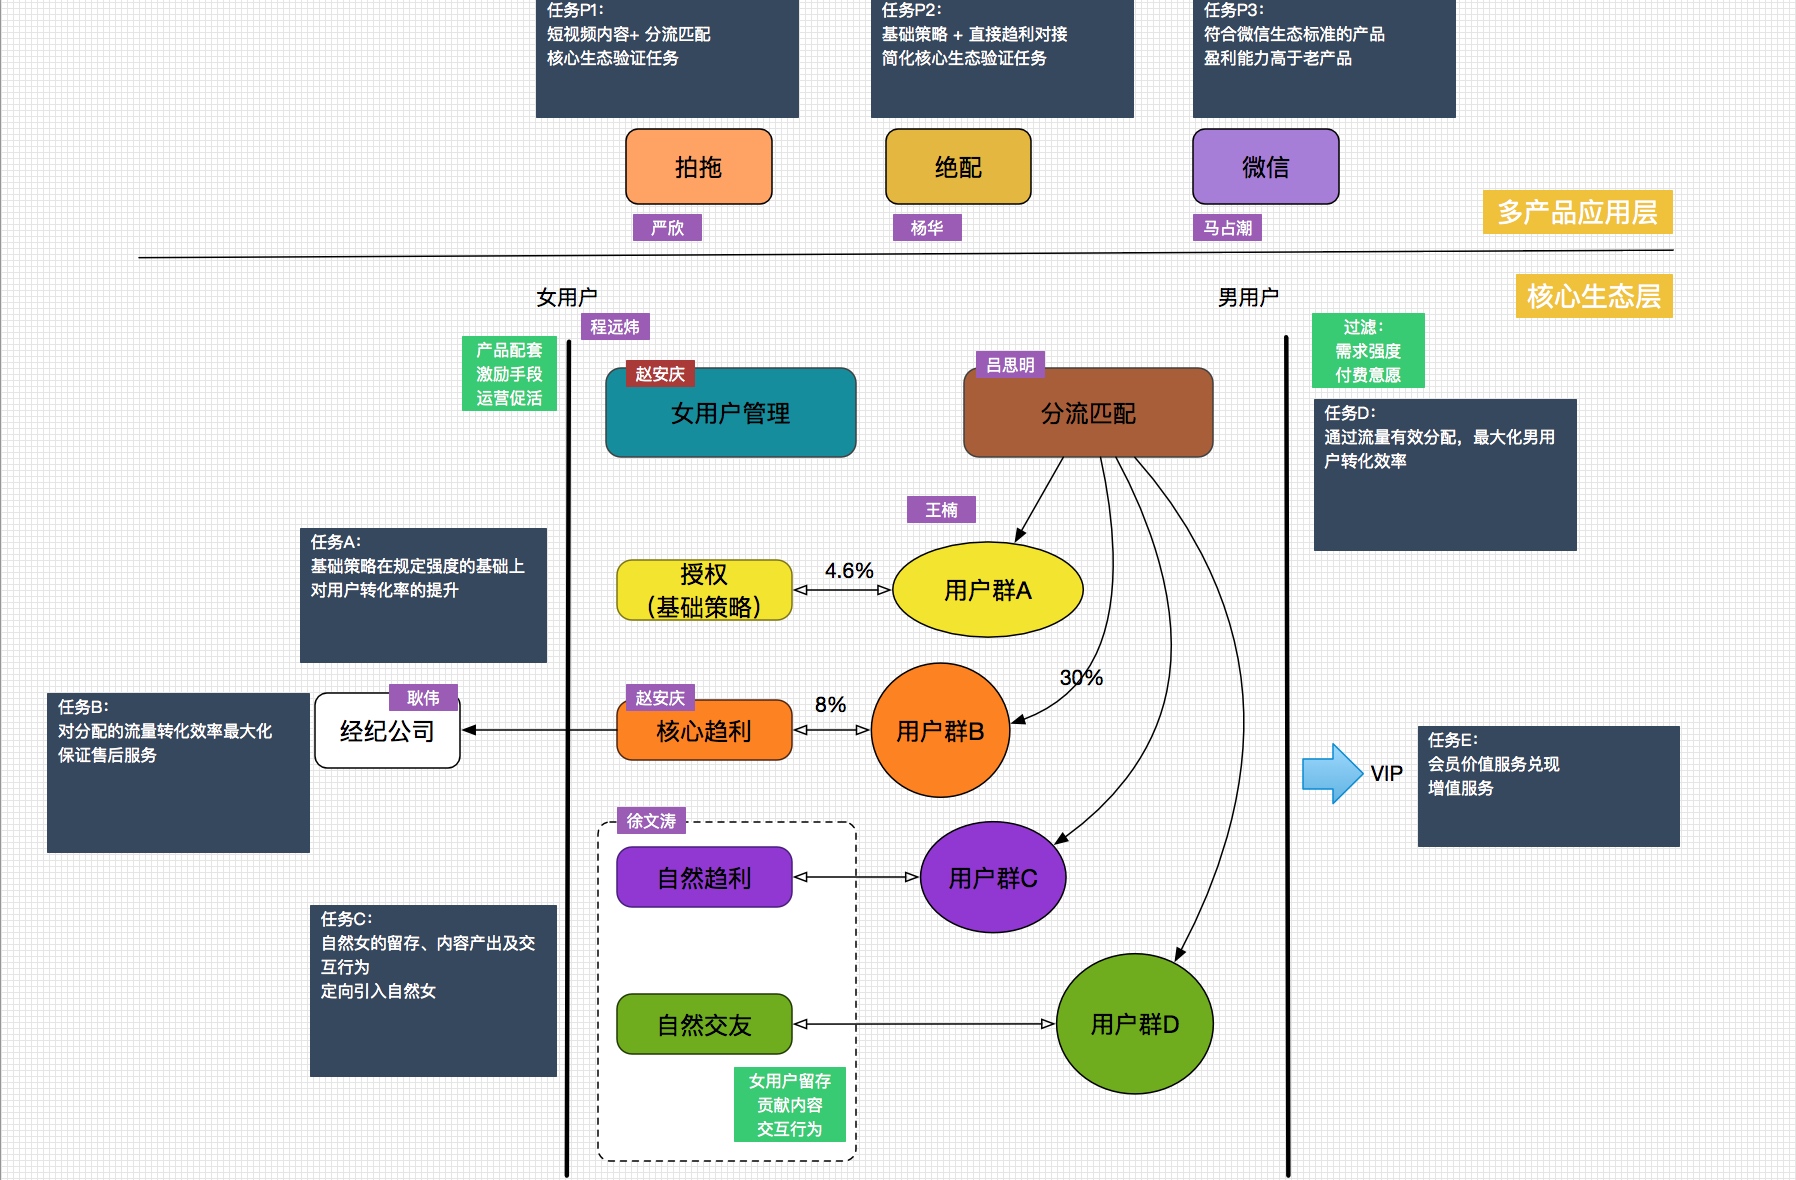 任务P1：
短视频内容+ 分流匹配
核心生态验证任务
任务P2：
基础策略 + 直接趋利对接
简化核心生态验证任务
任务P3：
符合微信生态标准的产品
盈利能力高于老产品
拍拖
绝配
微信
严欣
杨华
马占潮
多产品应用层
核心生态层
女用户
男用户
程远炜
产品配套
激励手段
运营促活
赵安庆
女用户管理
吕思明
分流匹配
过滤：
需求强度
付费意愿
任务D：
通过流量有效分配，最大化男用
户转化效率
王楠
任务A：
基础策略在规定强度的基础上
对用户转化率的提升
授权
（基础策略）
4.6%
用户群A
30%
任务B：
对分配的流量转化效率最大化
保证售后服务
耿伟
经纪公司
赵安庆
核心趋利
8%
用户群B
VIP
任务E：
会员价值服务兑现
增值服务
徐文涛
自然趋利
用户群C
任务C：
自然女的留存、内容产出及交
互行为
定向引入自然女
自然交友
用户群D
女用户留存
贡献内容
交互行为